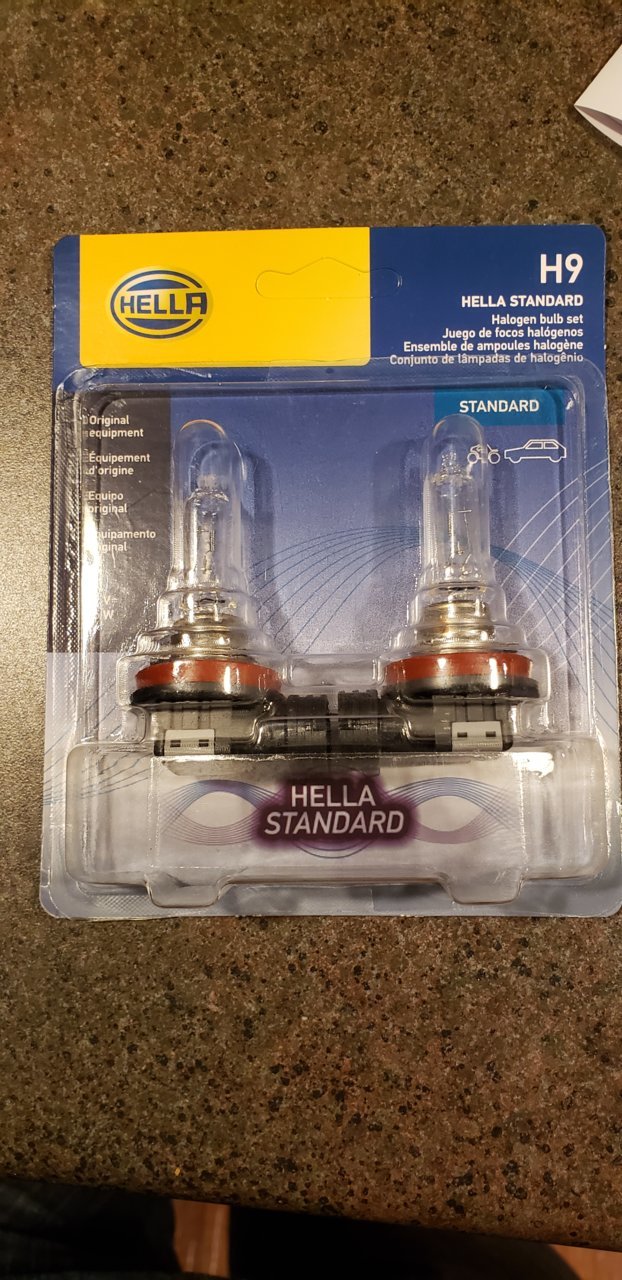 HELLA
H9
HELLA STANDARD
Halogen bulb set
Juego de focos halógenos
Ensemble de ampoules halogène
Conjunto de lâmpadas de halogênio
STANDARD
Original
equipment
Équipement
d'origine
Equipo
original
W
HELLA
STANDARD